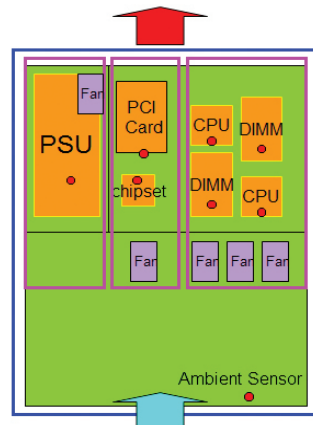 Fan
PSU
PCI
Card
chipset
CPU
DIMM
DIMM
CPU
Fan
Fan
Fan
Fan
Ambient Sensor